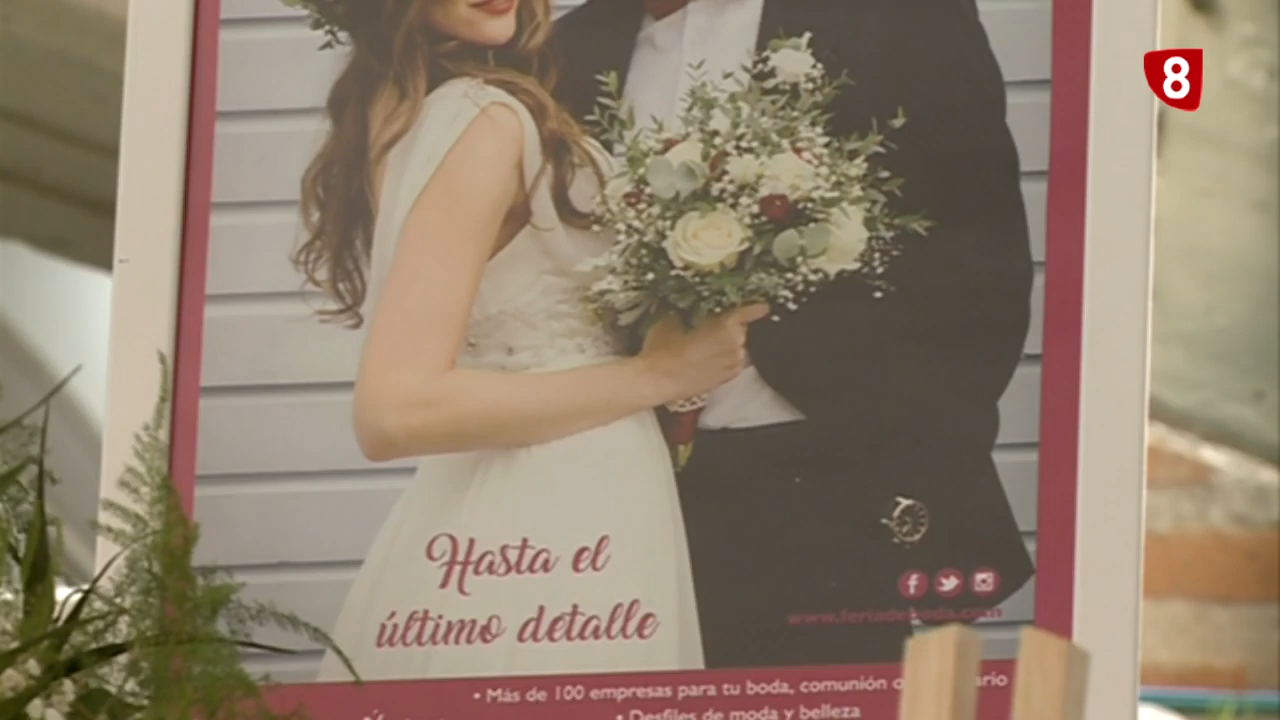 8
Hasta el
último detalle
• Más de 100 empresas para tu boda, comunión
• Desfiles de moda y belleza